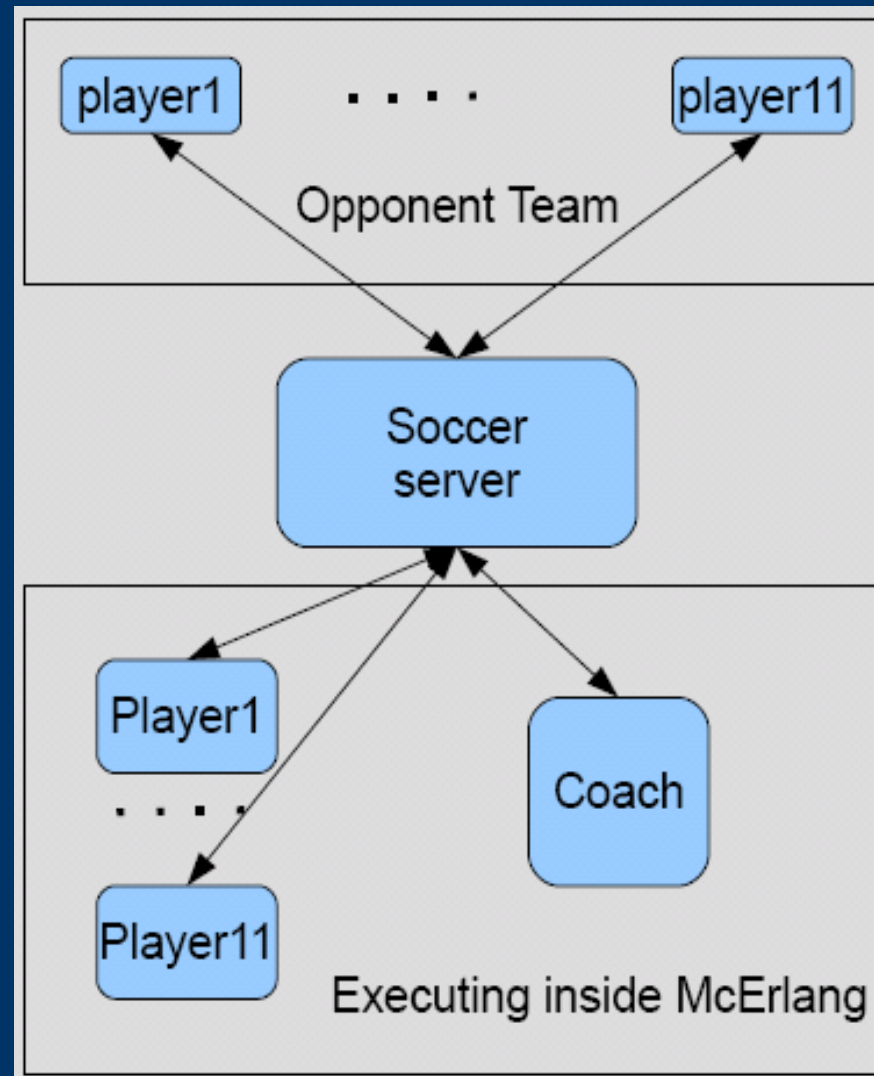 player1
. . . .
player11
Opponent Team
Soccer
server
Player1
. . . .
Player11
Coach
Executing inside McErlang